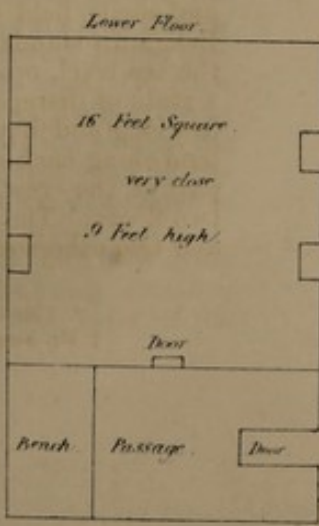 Lower Floor.
16 Feet Square.
very close
9 Feet high.
Door
Bench. Passage. Door